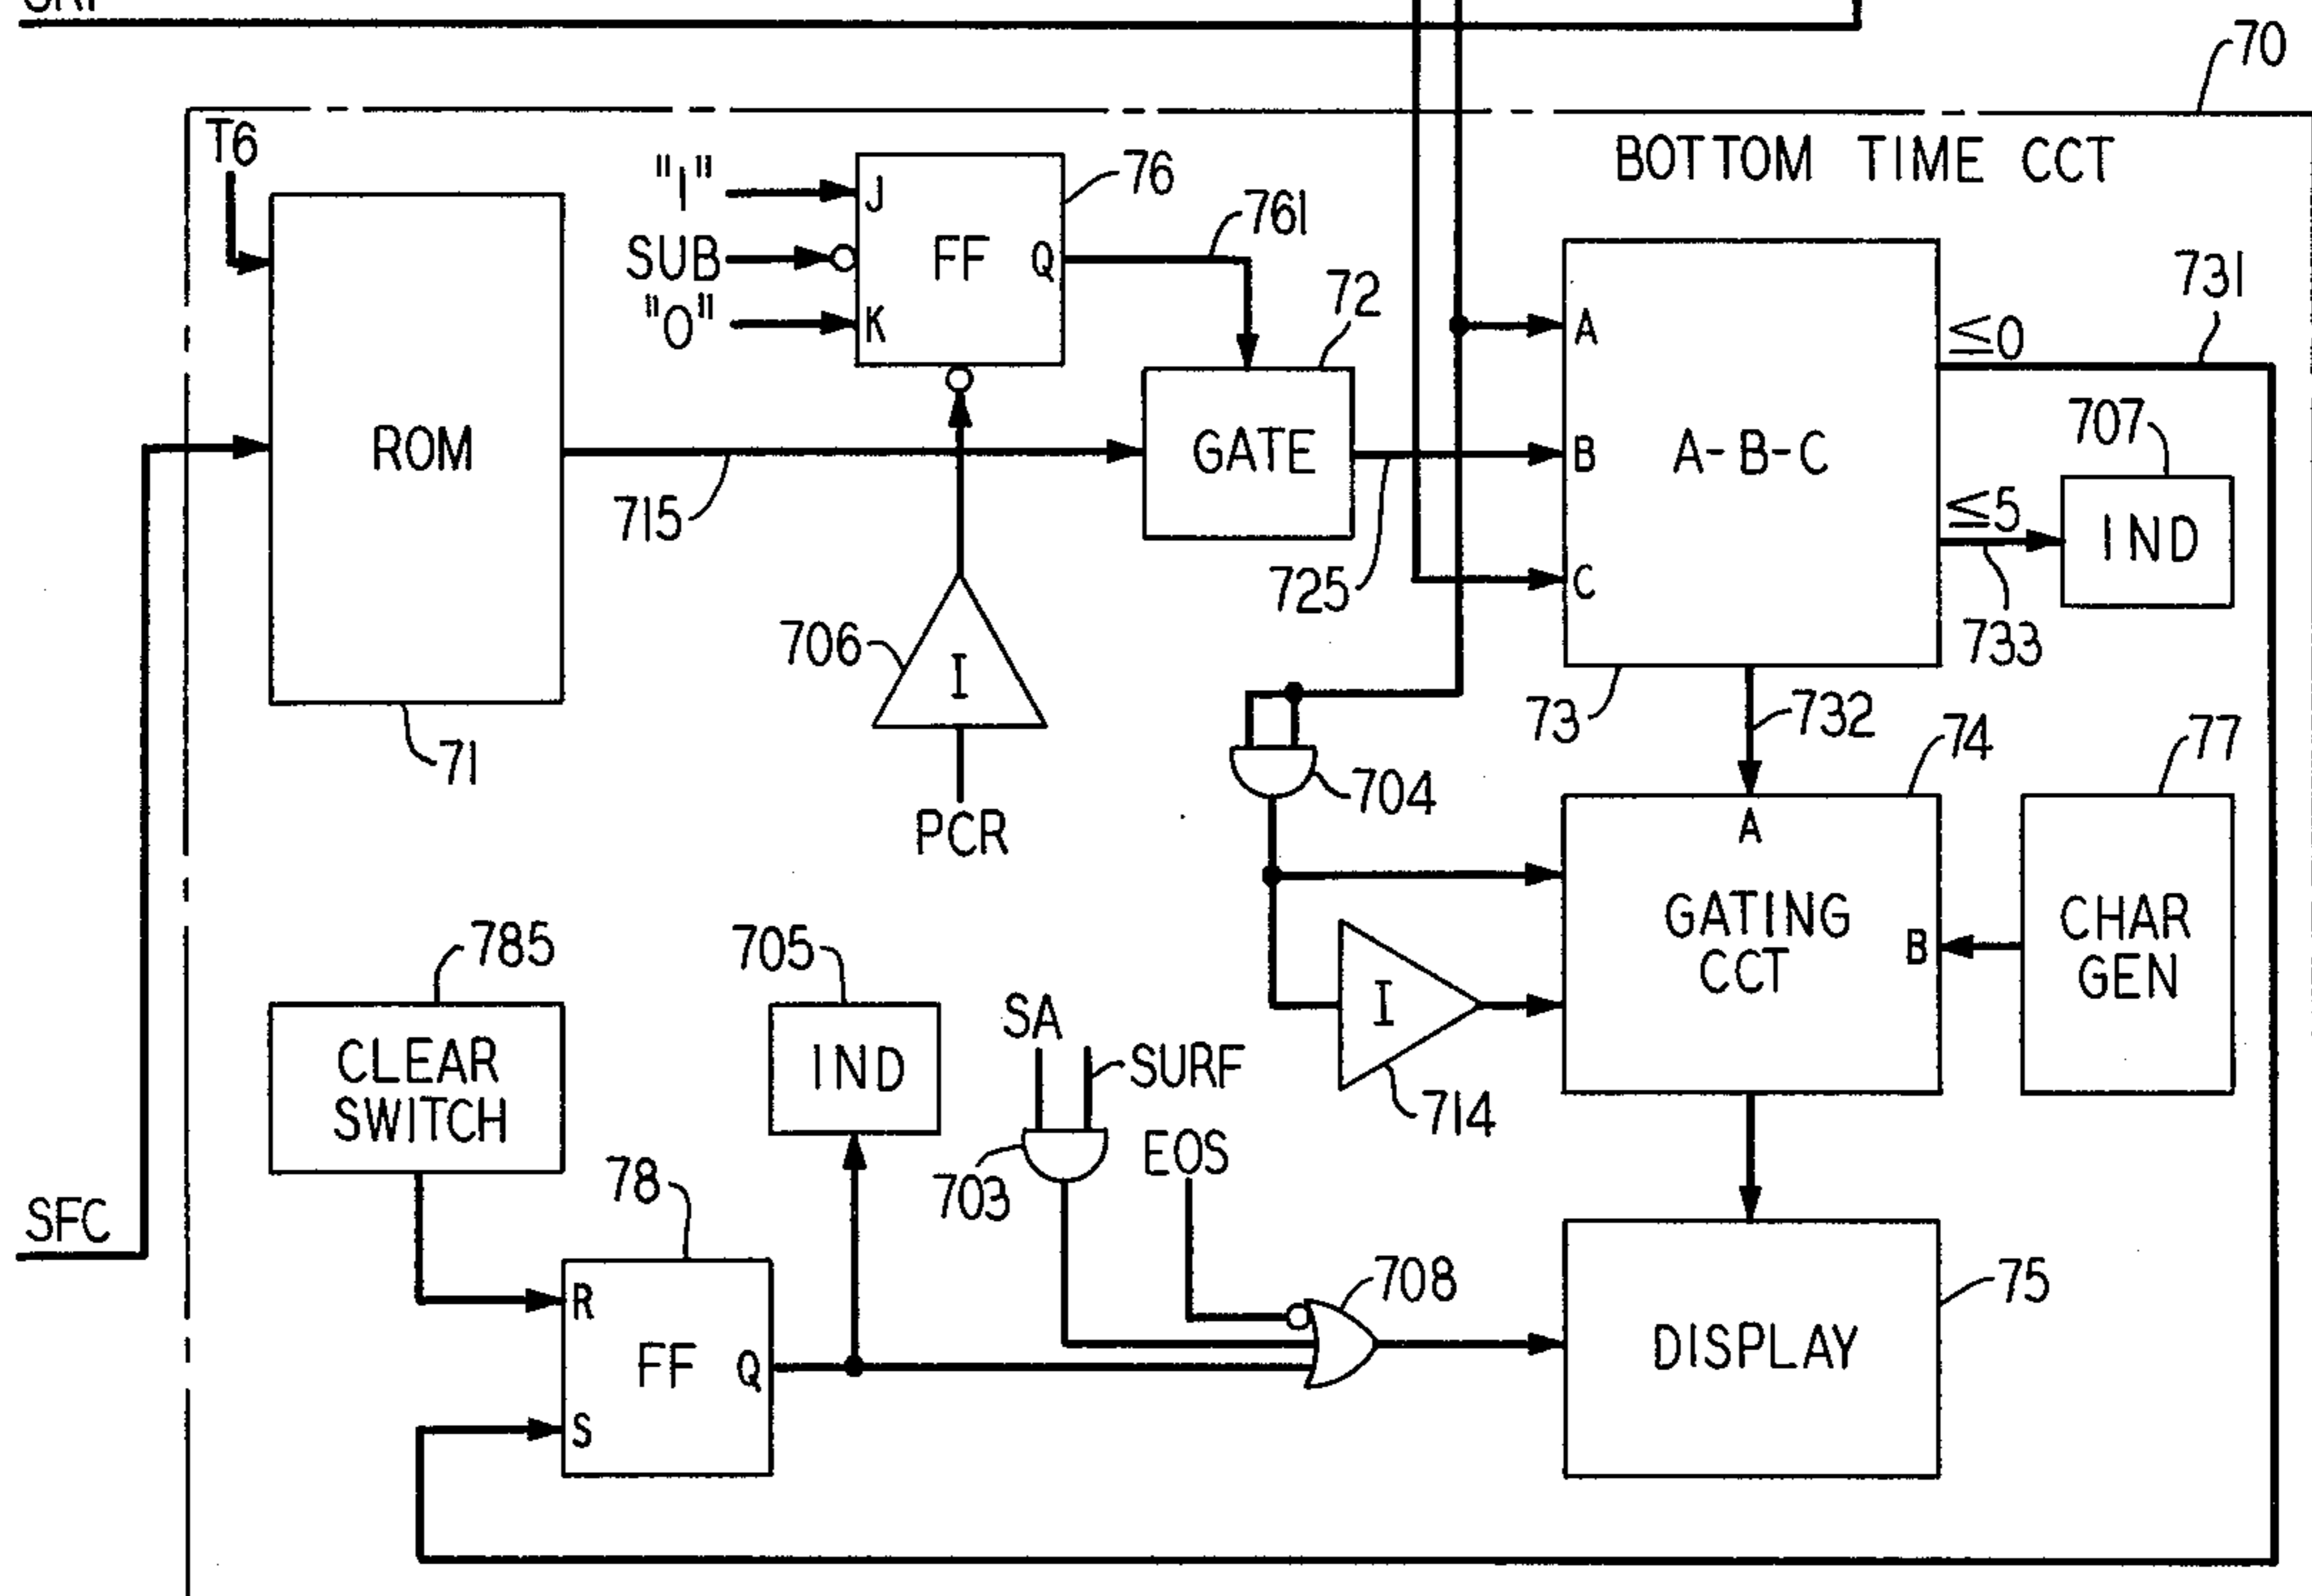 70
BOTTOM TIME CCT
T6
"1"
SUB
"0"
J
K
FF
Q
76
761
72
ROM
71
715
GATE
725
A
B
C
A-B-C
73
≤0
731
≤5
733
707
IND
706
I
PCR
732
704
74
77
A
GATING
CCT
B
CHAR
GEN
I
714
785
CLEAR
SWITCH
705
IND
SA
SURF
703
EOS
SFC
78
R
FF
Q
S
708
75
DISPLAY